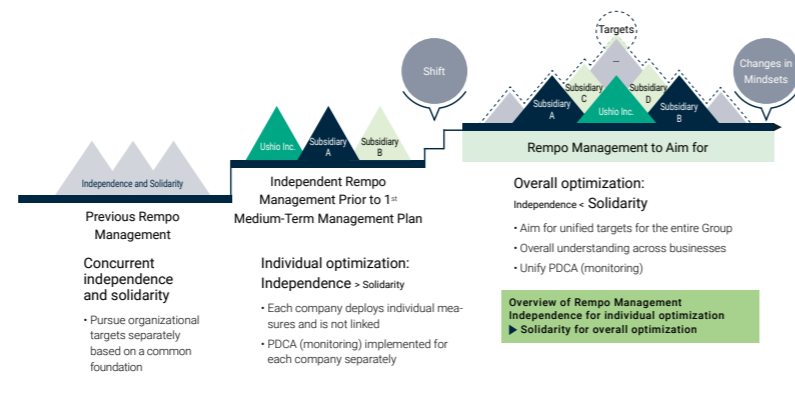 Targets
Shift
Changes in
Mindsets
Subsidiary
C
Subsidiary
D
Subsidiary
A
Ushio Inc.
Subsidiary
B
Ushio Inc.
Subsidiary
A
Subsidiary
B
Independence and Solidarity
Previous Rempo
Management
Concurrent
independence
and solidarity
• Pursue organizational
targets separately
based on a common
foundation
Independent Rempo
Management Prior to 1st
Medium-Term Management Plan
Individual optimization:
Independence > Solidarity
• Each company deploys individual mea-
sures and is not linked
• PDCA (monitoring) implemented for
each company separately
Rempo Management to Aim for
Overall optimization:
Independence < Solidarity
• Aim for unified targets for the entire Group
• Overall understanding across businesses
• Unify PDCA (monitoring)
Overview of Rempo Management
Independence for individual optimization
▶ Solidarity for overall optimization